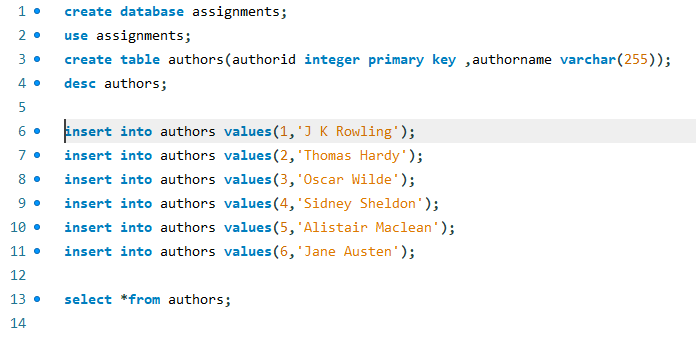 1 create database assignments;
2 use assignments;
3 create table authors(authorid integer primary key ,authorname varchar(255));
4 desc authors;
5
6 insert into authors values(1,'J K Rowling');
7 insert into authors values(2,'Thomas Hardy');
8 insert into authors values(3,'Oscar Wilde');
9 insert into authors values(4,'Sidney Sheldon');
10 insert into authors values(5,'Alistair Maclean');
11 insert into authors values(6,'Jane Austen');
12
13 select *from authors;
14